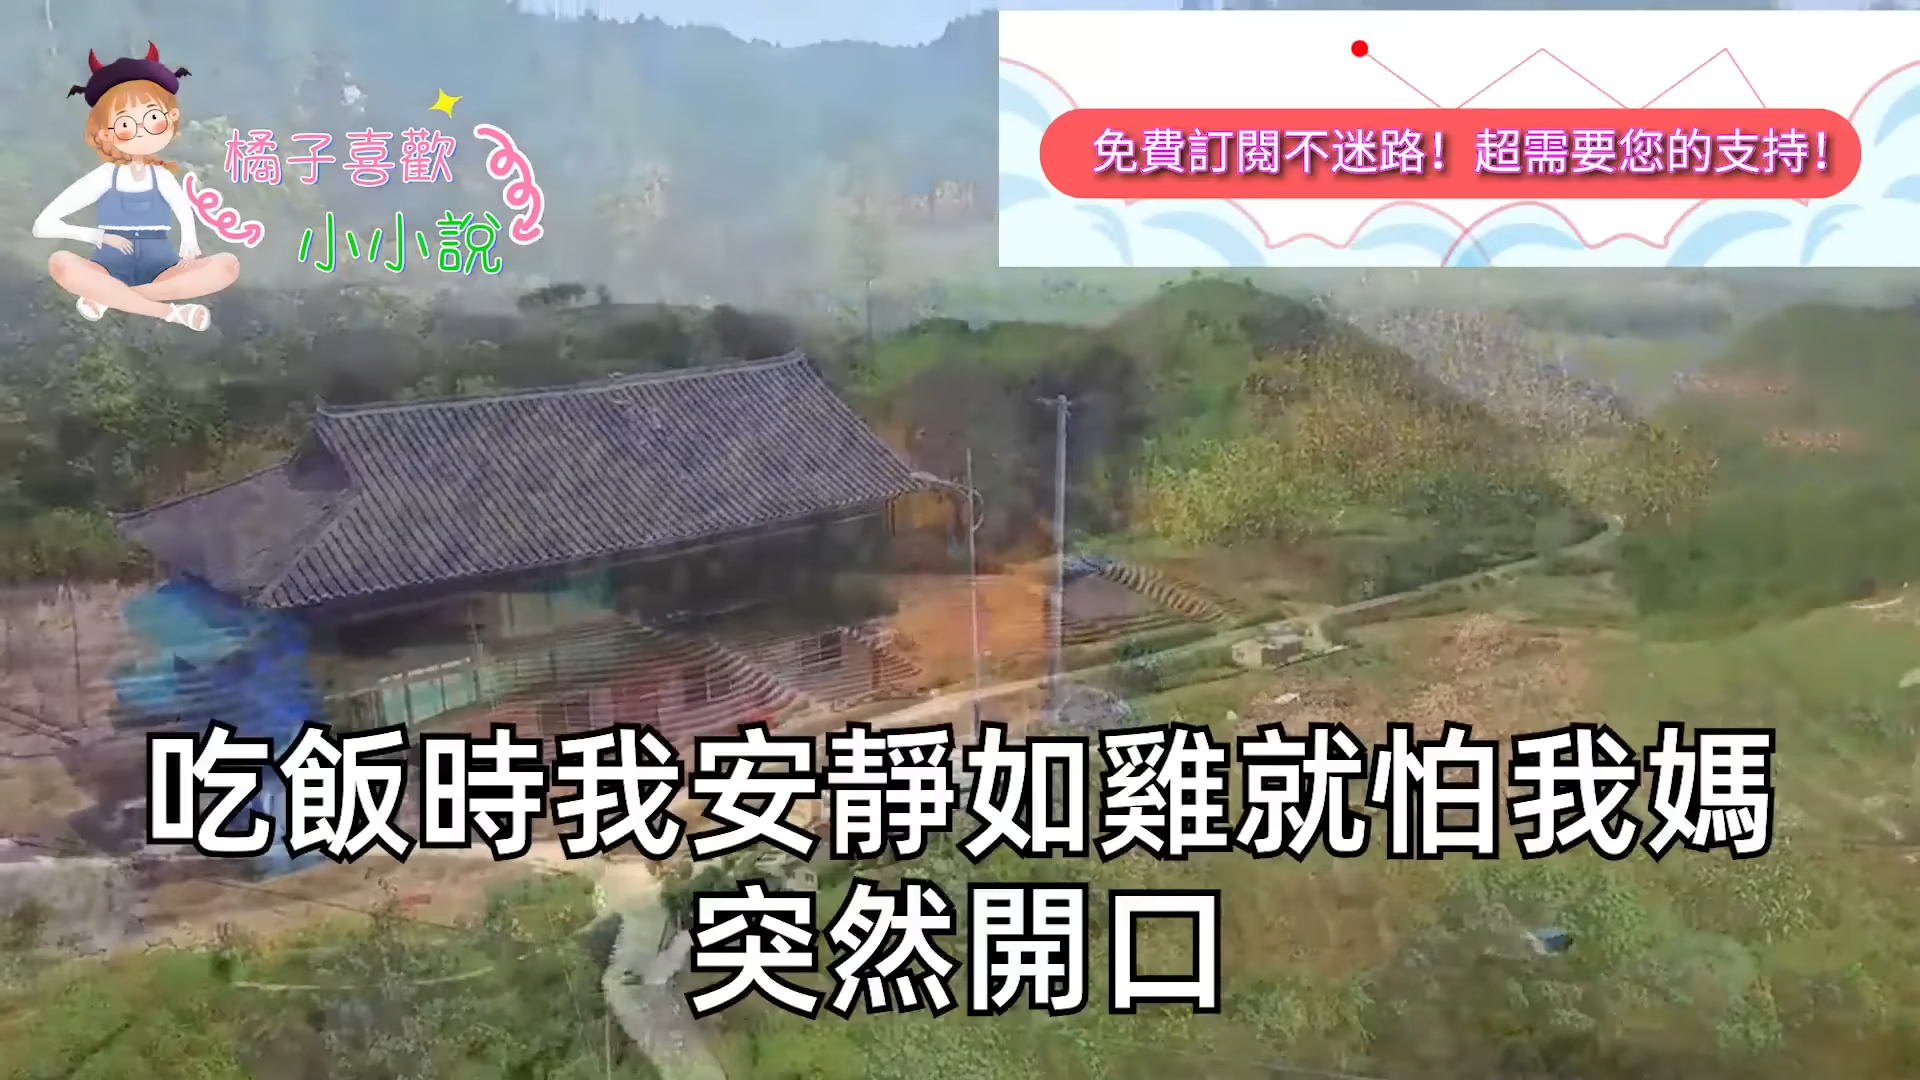 橘子喜歡
小小說
免費訂閱不迷路！超需要您的支持！
吃飯時我安靜如雞就怕我媽
突然開口